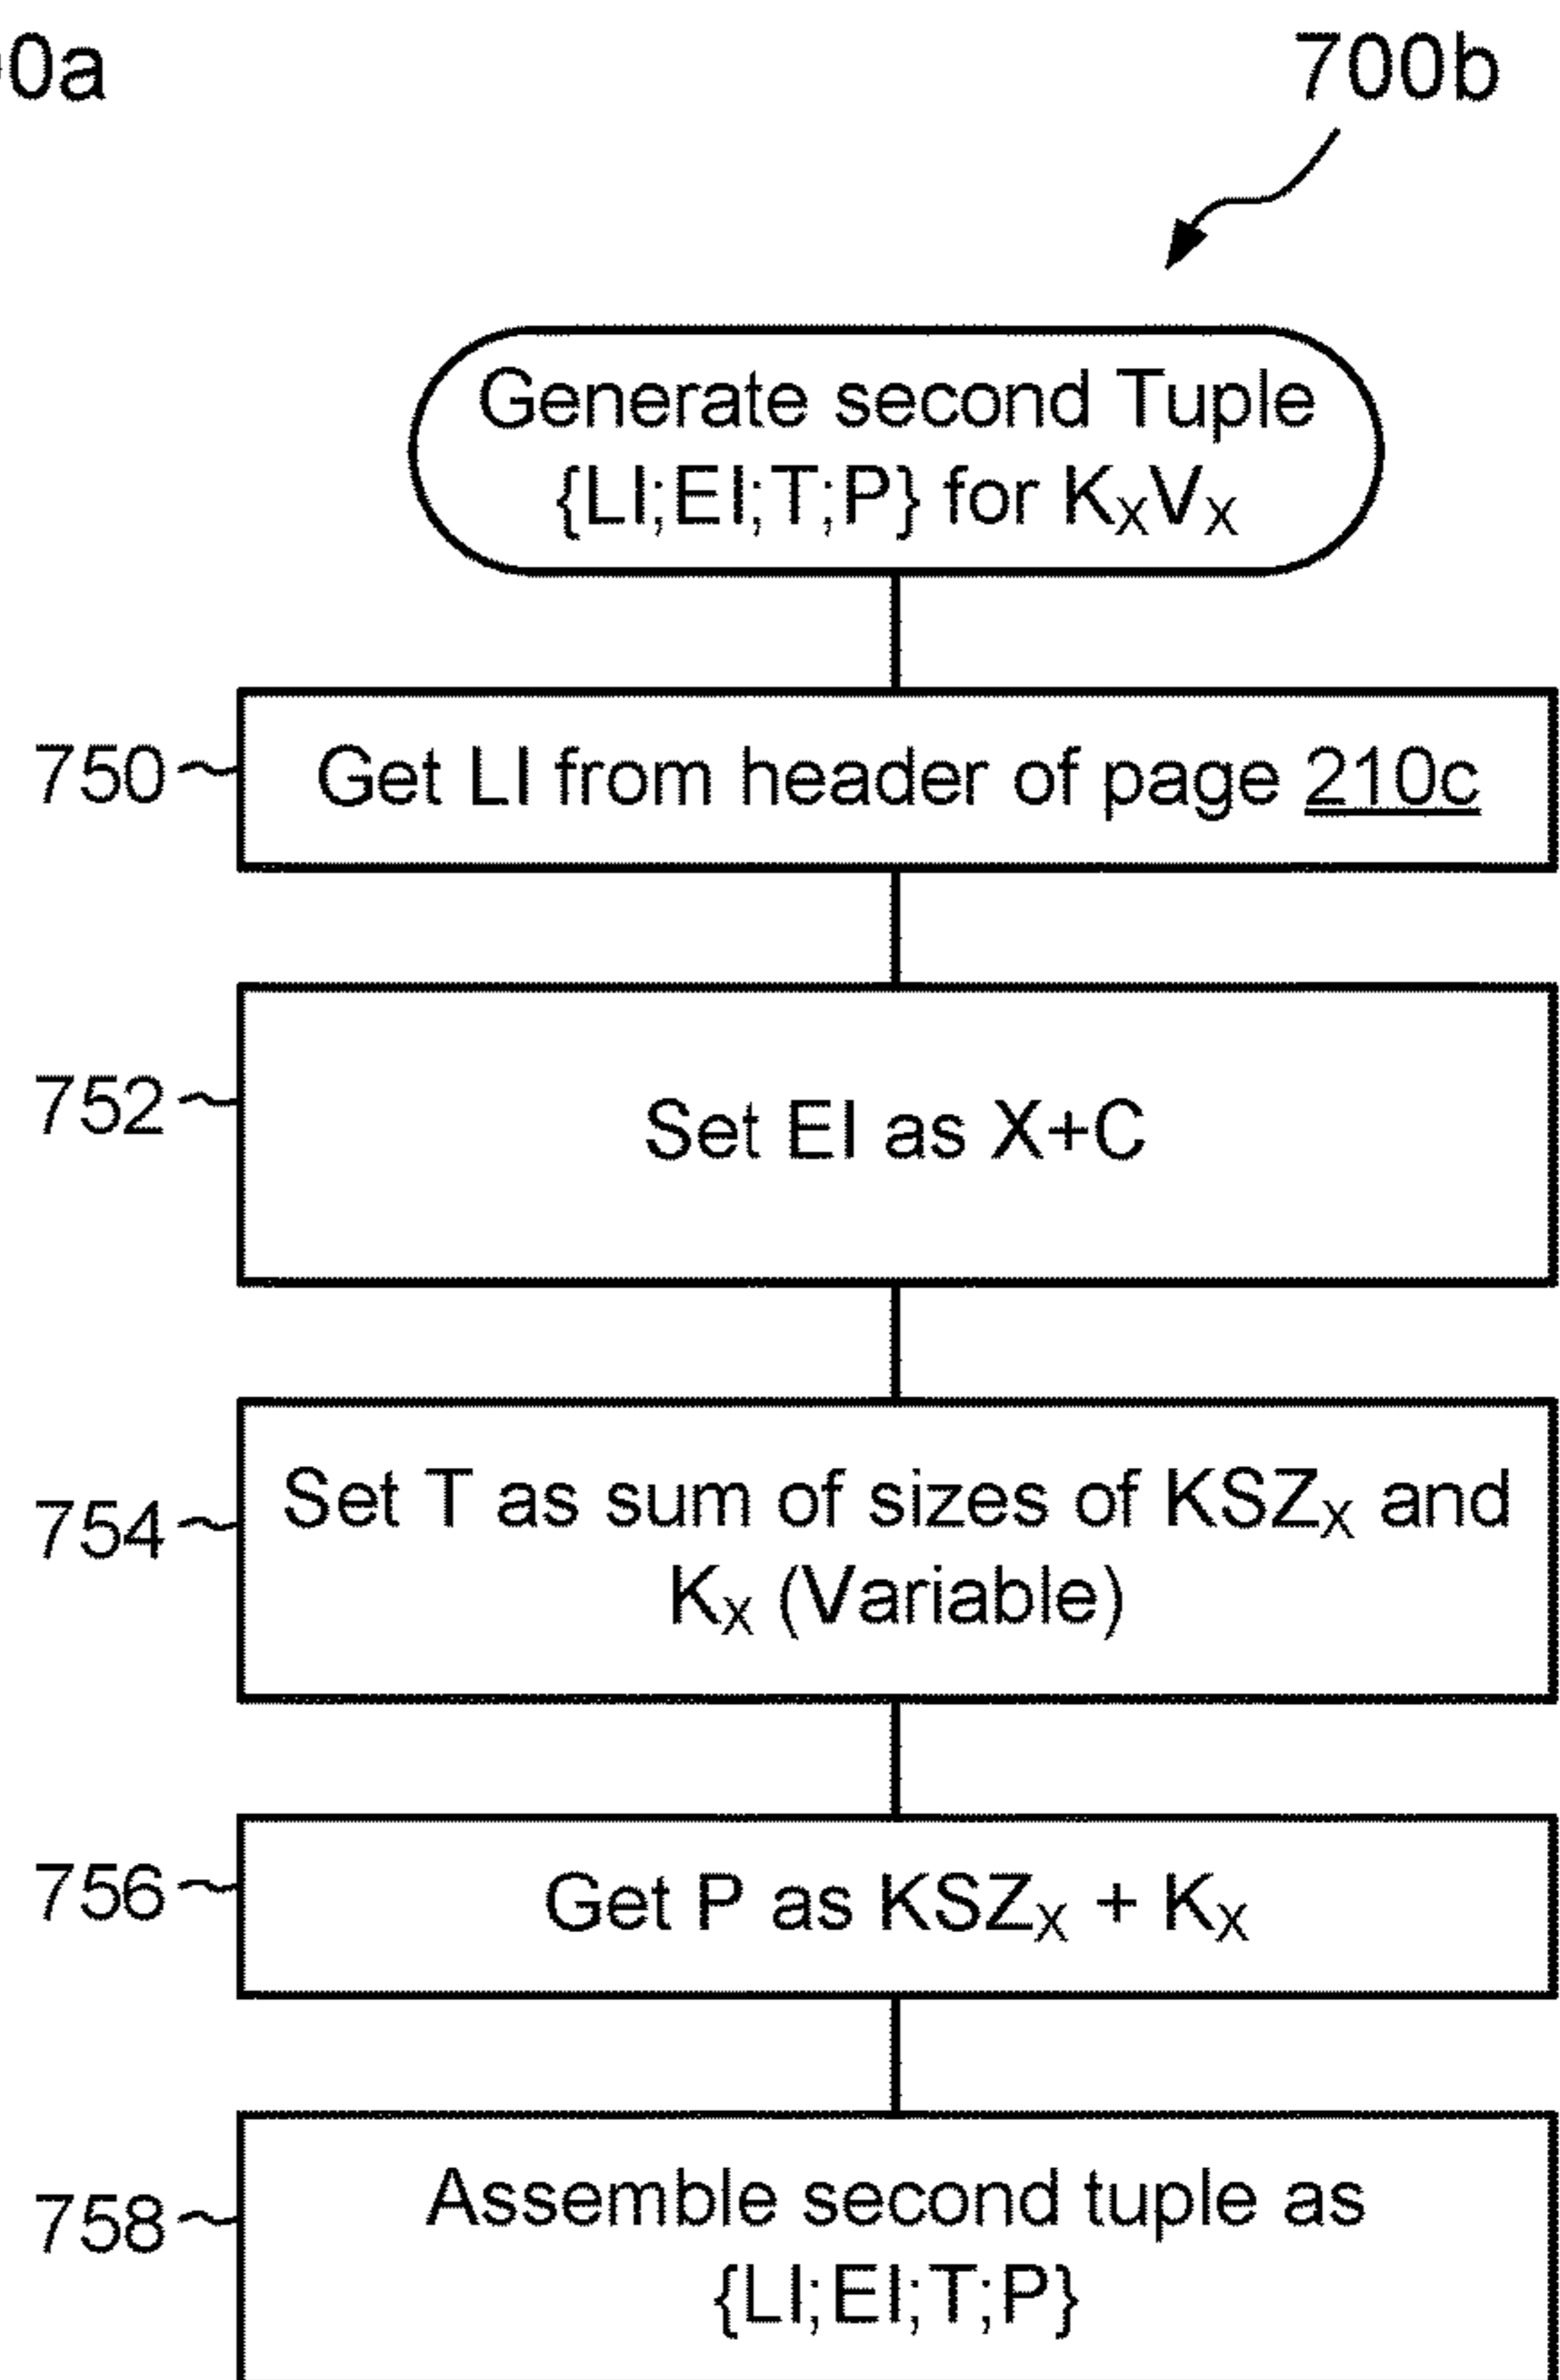 0a
700b
Generate second Tuple
{LI;EI;T;P} for KXVX
750
Get LI from header of page 210c
752
Set EI as X+C
754
Set T as sum of sizes of KSZX and
KX (Variable)
756
Get P as KSZX + KX
758
Assemble second tuple as
{LI;EI;T;P}